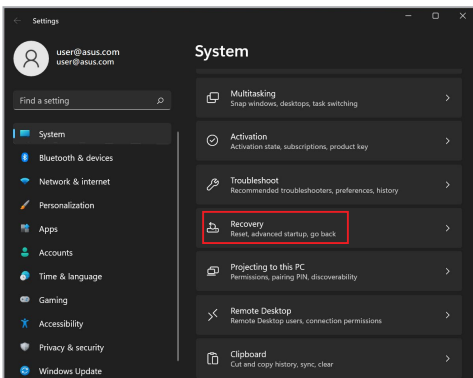 Settings
user@asus.com
user@asus.com
Find a setting
System
Bluetooth & devices
Network & internet
Personalization
Apps
Accounts
Time & language
Gaming
Accessibility
Privacy & security
Windows Update
System
Multitasking
Snap windows, desktops, task switching
Activation
Activation state, subscriptions, product key
Troubleshoot
Recommended troubleshooters, preferences, history
Recovery
Reset, advanced startup, go back
Projecting to this PC
Permissions, pairing PIN, discoverability
Remote Desktop
Remote Desktop users, connection permissions
Clipboard
Cut and copy history, sync, clear